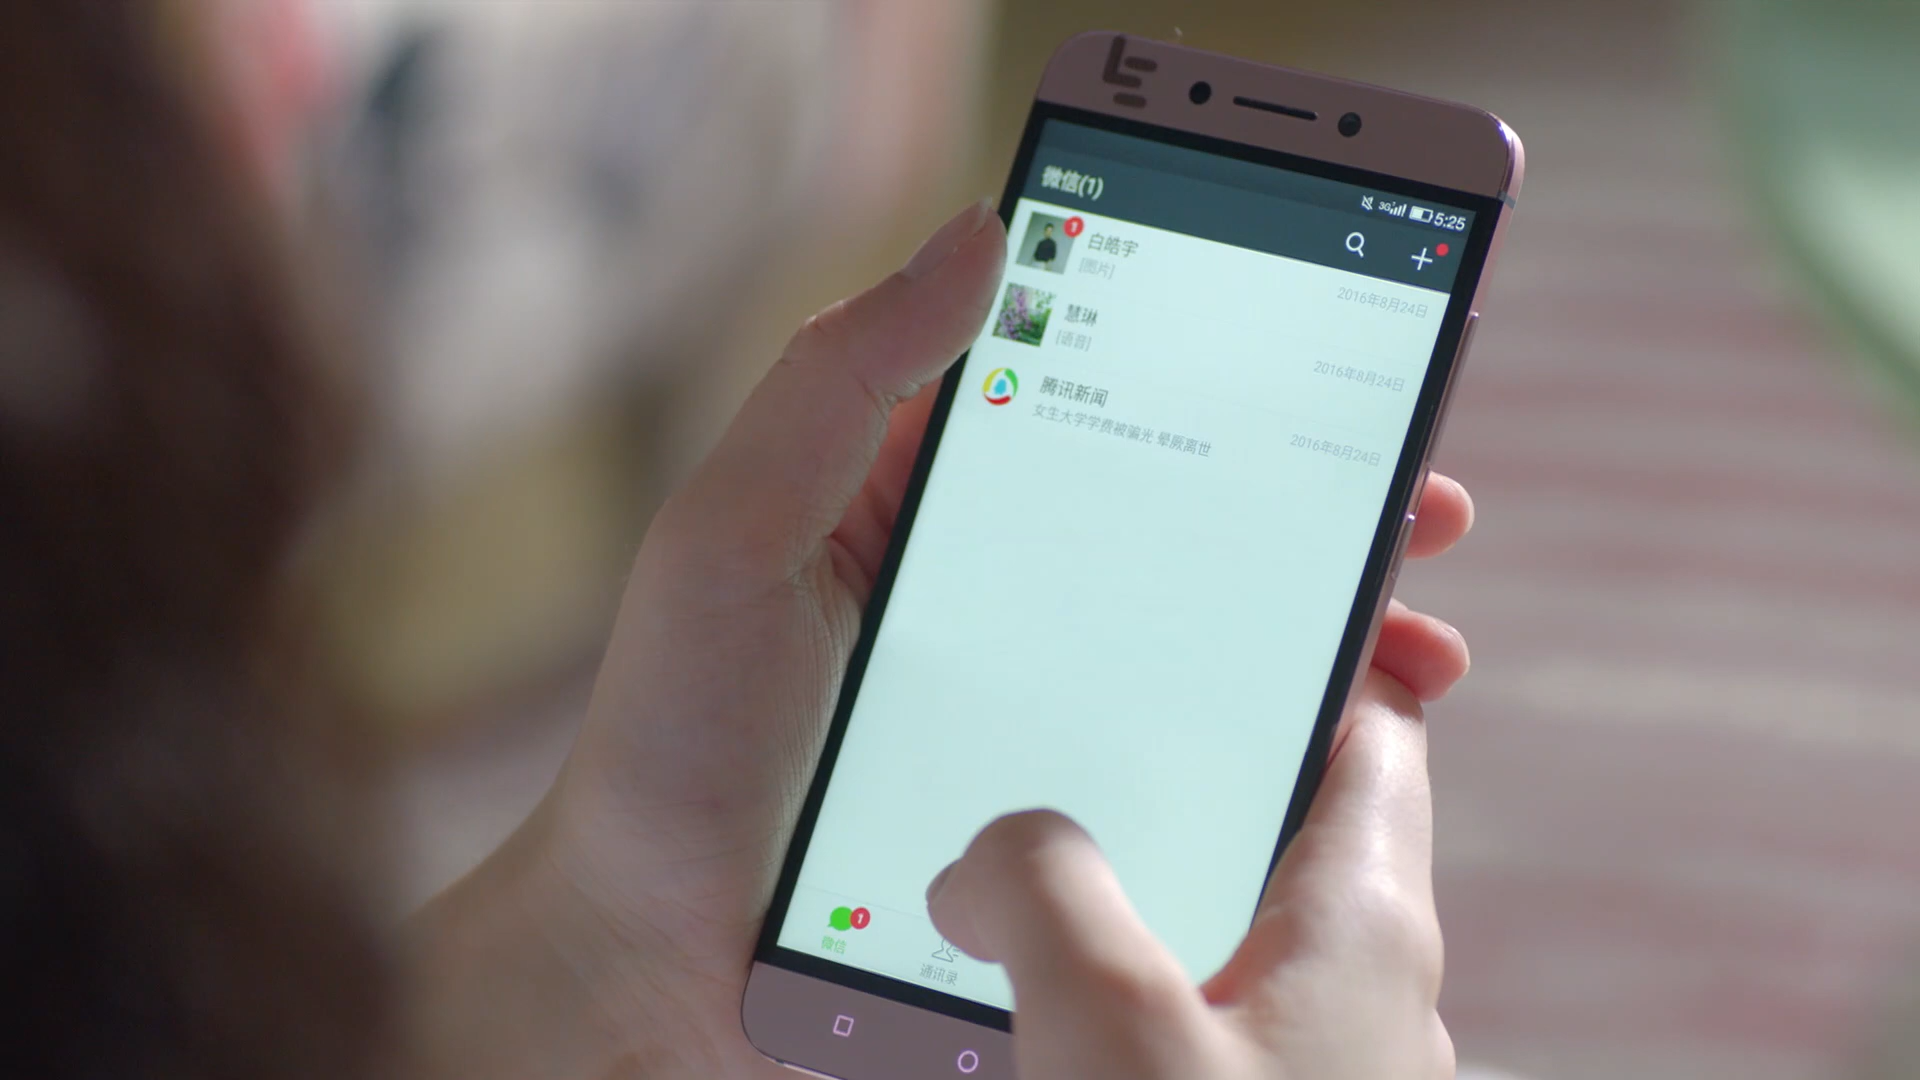 3G 5:25
微信(1)
1
白皓宇
[图片]
2016年8月24日
慧琳
[语音]
2016年8月24日
腾讯新闻
女生大学学费被骗光 晕厥离世
2016年8月24日
1
微信
通讯录